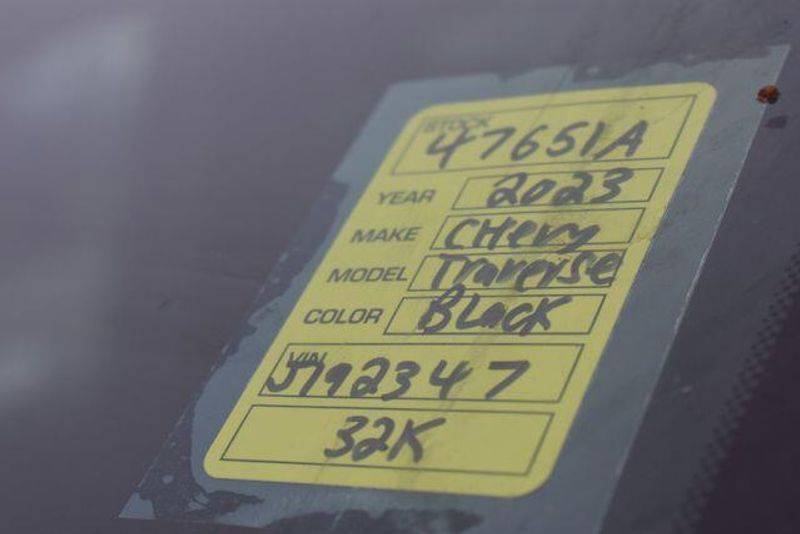 STOCK
47651A
YEAR 2023
MAKE CHevy
MODEL Traverse
COLOR BLack
VIN
J192347
32K